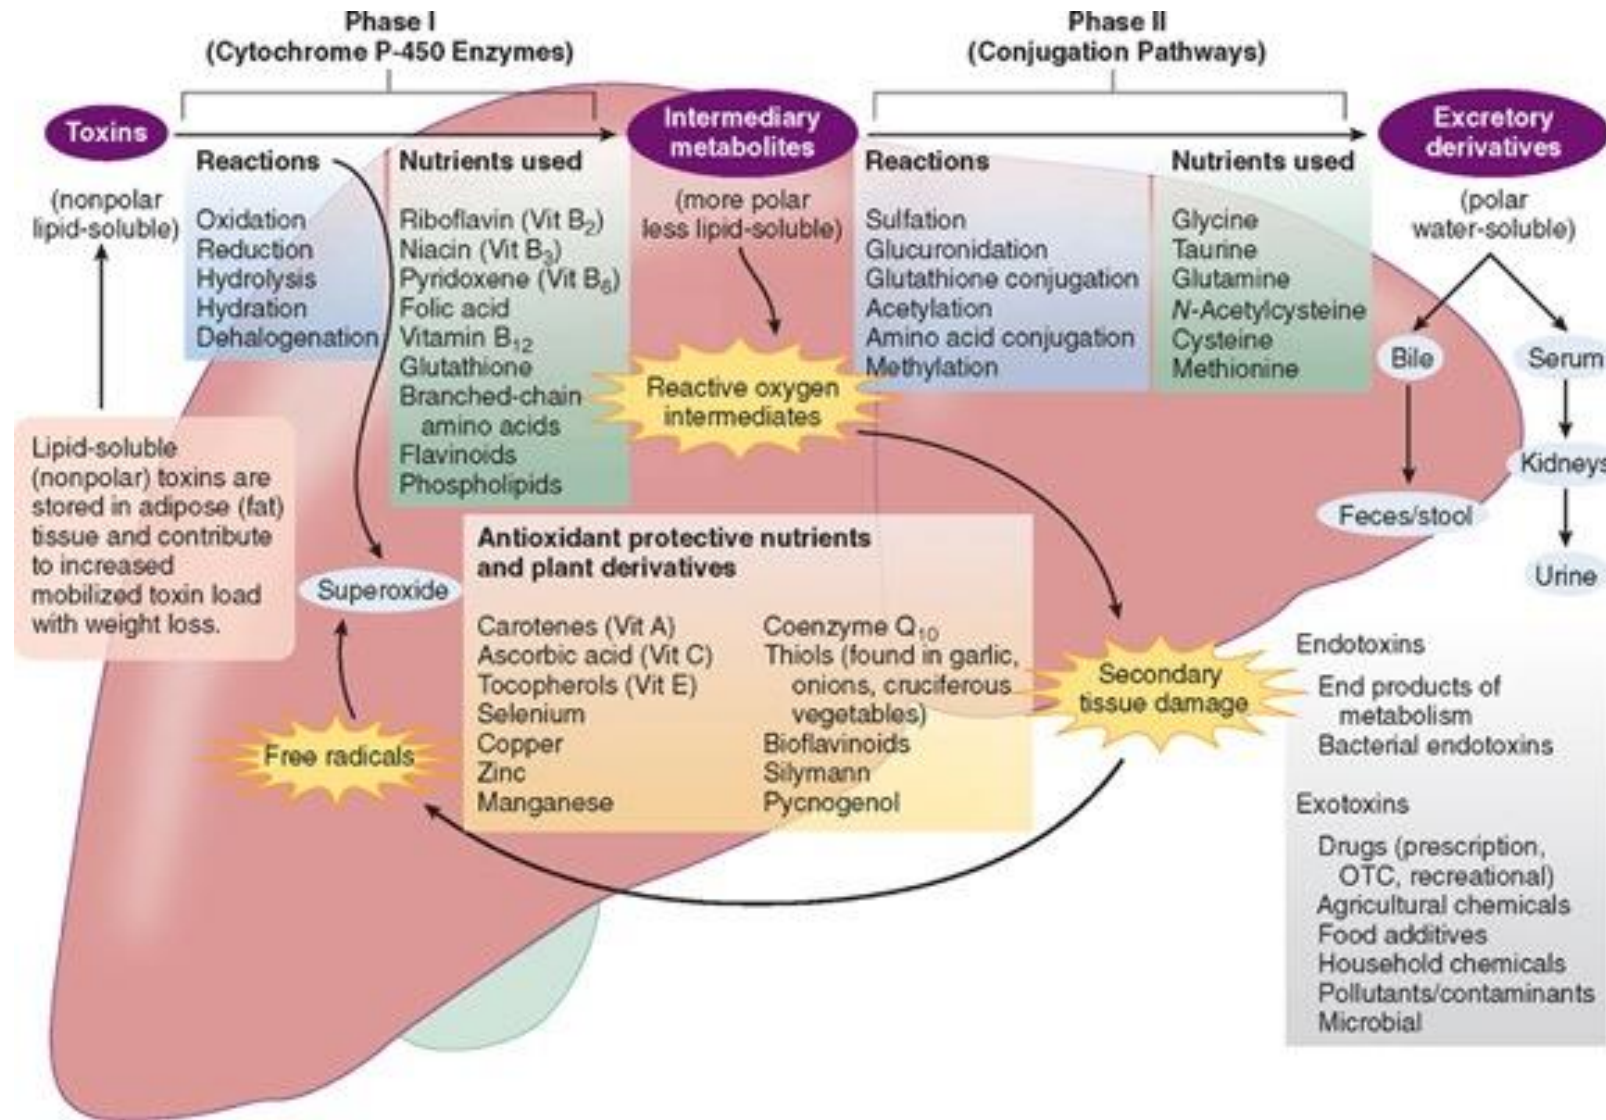 Phase I
(Cytochrome P-450 Enzymes)
Phase II
(Conjugation Pathways)
Toxins
(nonpolar
lipid-soluble)
Reactions
Oxidation
Reduction
Hydrolysis
Hydration
Dehalogenation
Nutrients used
Riboflavin (Vit B2)
Niacin (Vit B3)
Pyridoxene (Vit B6)
Folic acid
Vitamin B12
Glutathione
Branched-chain
amino acids
Flavinoids
Phospholipids
Intermediary
metabolites
(more polar
less lipid-soluble)
Reactive oxygen
intermediates
Reactions
Sulfation
Glucuronidation
Glutathione conjugation
Acetylation
Amino acid conjugation
Methylation
Nutrients used
Glycine
Taurine
Glutamine
N-Acetylcysteine
Cysteine
Methionine
Excretory
derivatives
(polar
water-soluble)
Bile
Feces/stool
Serum
Kidneys
Urine
Lipid-soluble
(nonpolar) toxins are
stored in adipose (fat)
tissue and contribute
to increased
mobilized toxin load
with weight loss.
Superoxide
Free radicals
Antioxidant protective nutrients
and plant derivatives
Carotenes (Vit A)
Ascorbic acid (Vit C)
Tocopherols (Vit E)
Selenium
Copper
Zinc
Manganese
Coenzyme Q10
Thiols (found in garlic,
onions, cruciferous
vegetables)
Bioflavinoids
Silymann
Pycnogenol
Secondary
tissue damage
Endotoxins
End products of
metabolism
Bacterial endotoxins
Exotoxins
Drugs (prescription,
OTC, recreational)
Agricultural chemicals
Food additives
Household chemicals
Pollutants/contaminants
Microbial